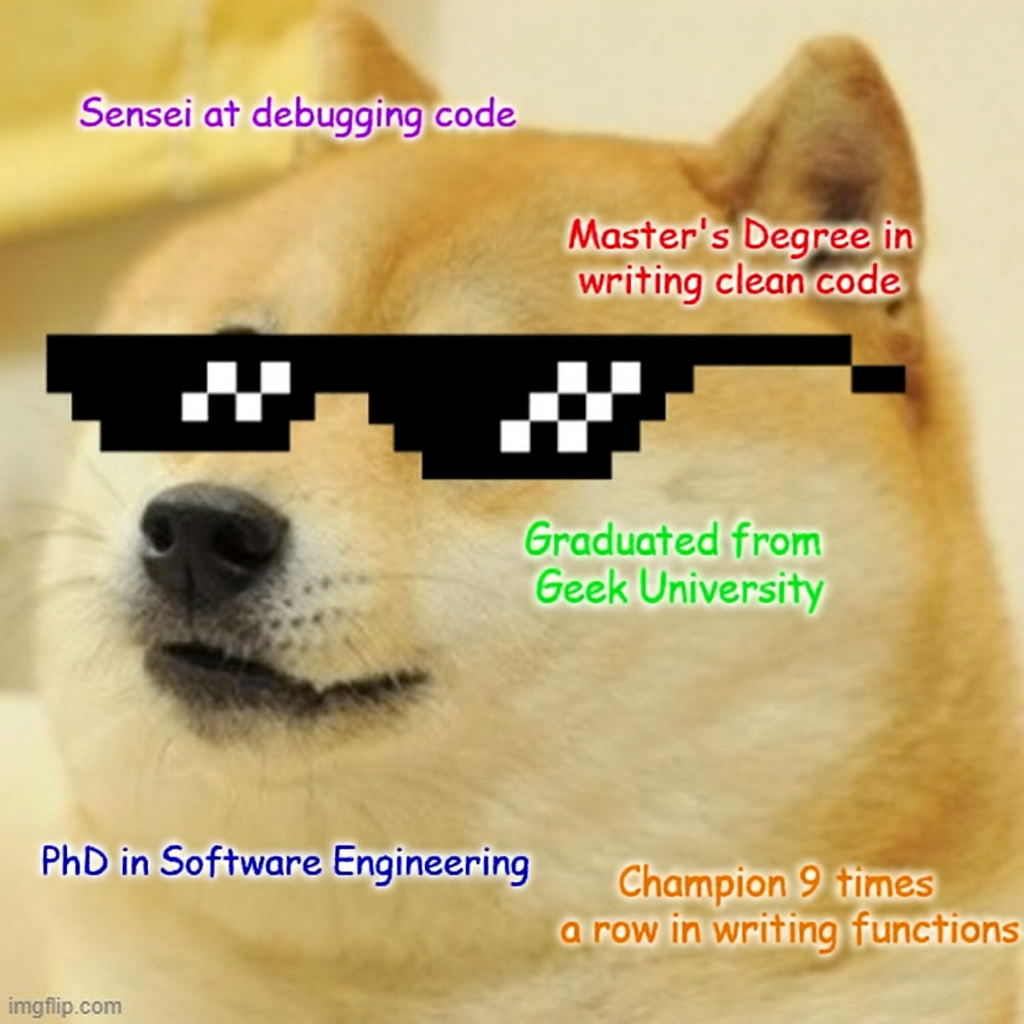 Sensei at debugging code
Master's Degree in
writing clean code
Graduated from
Geek University
PhD in Software Engineering
Champion 9 times
a row in writing functions
imgflip.com